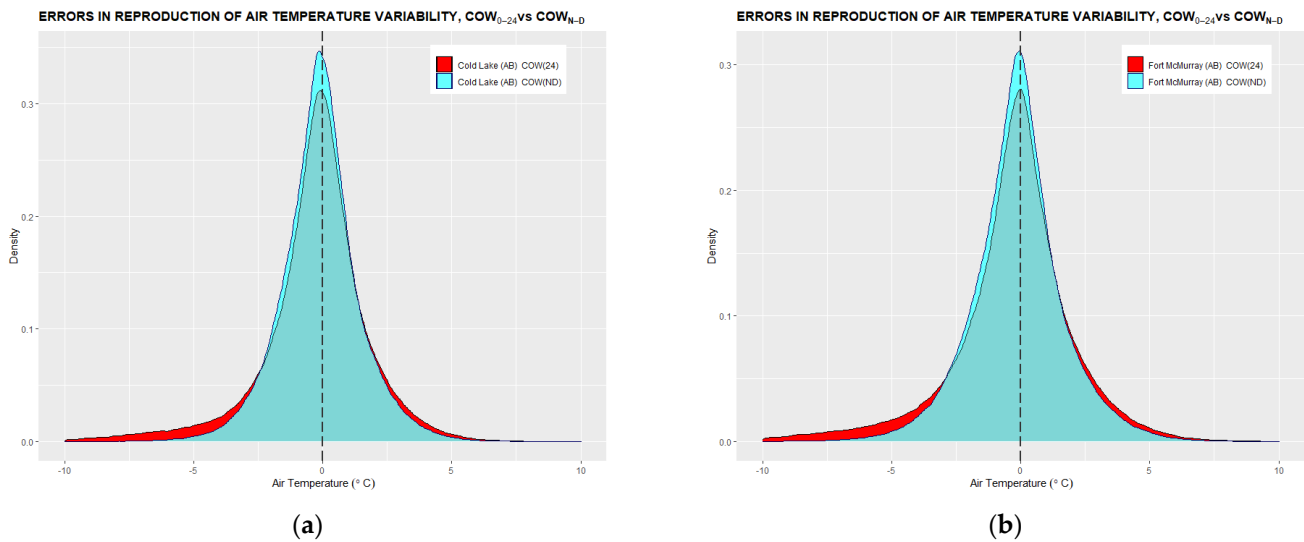 ERRORS IN REPRODUCTION OF AIR TEMPERATURE VARIABILITY, COW0–24vs COWN–D
Cold Lake (AB) COW(24)
Cold Lake (AB) COW(ND)
0.3
0.2
0.1
0.0
Density
-10 -5 0 5 10
Air Temperature (° C)
(a)
ERRORS IN REPRODUCTION OF AIR TEMPERATURE VARIABILITY, COW0–24vs COWN–D
Fort McMurray (AB) COW(24)
Fort McMurray (AB) COW(ND)
0.3
0.2
0.1
0.0
Density
-10 -5 0 5 10
Air Temperature (° C)
(b)